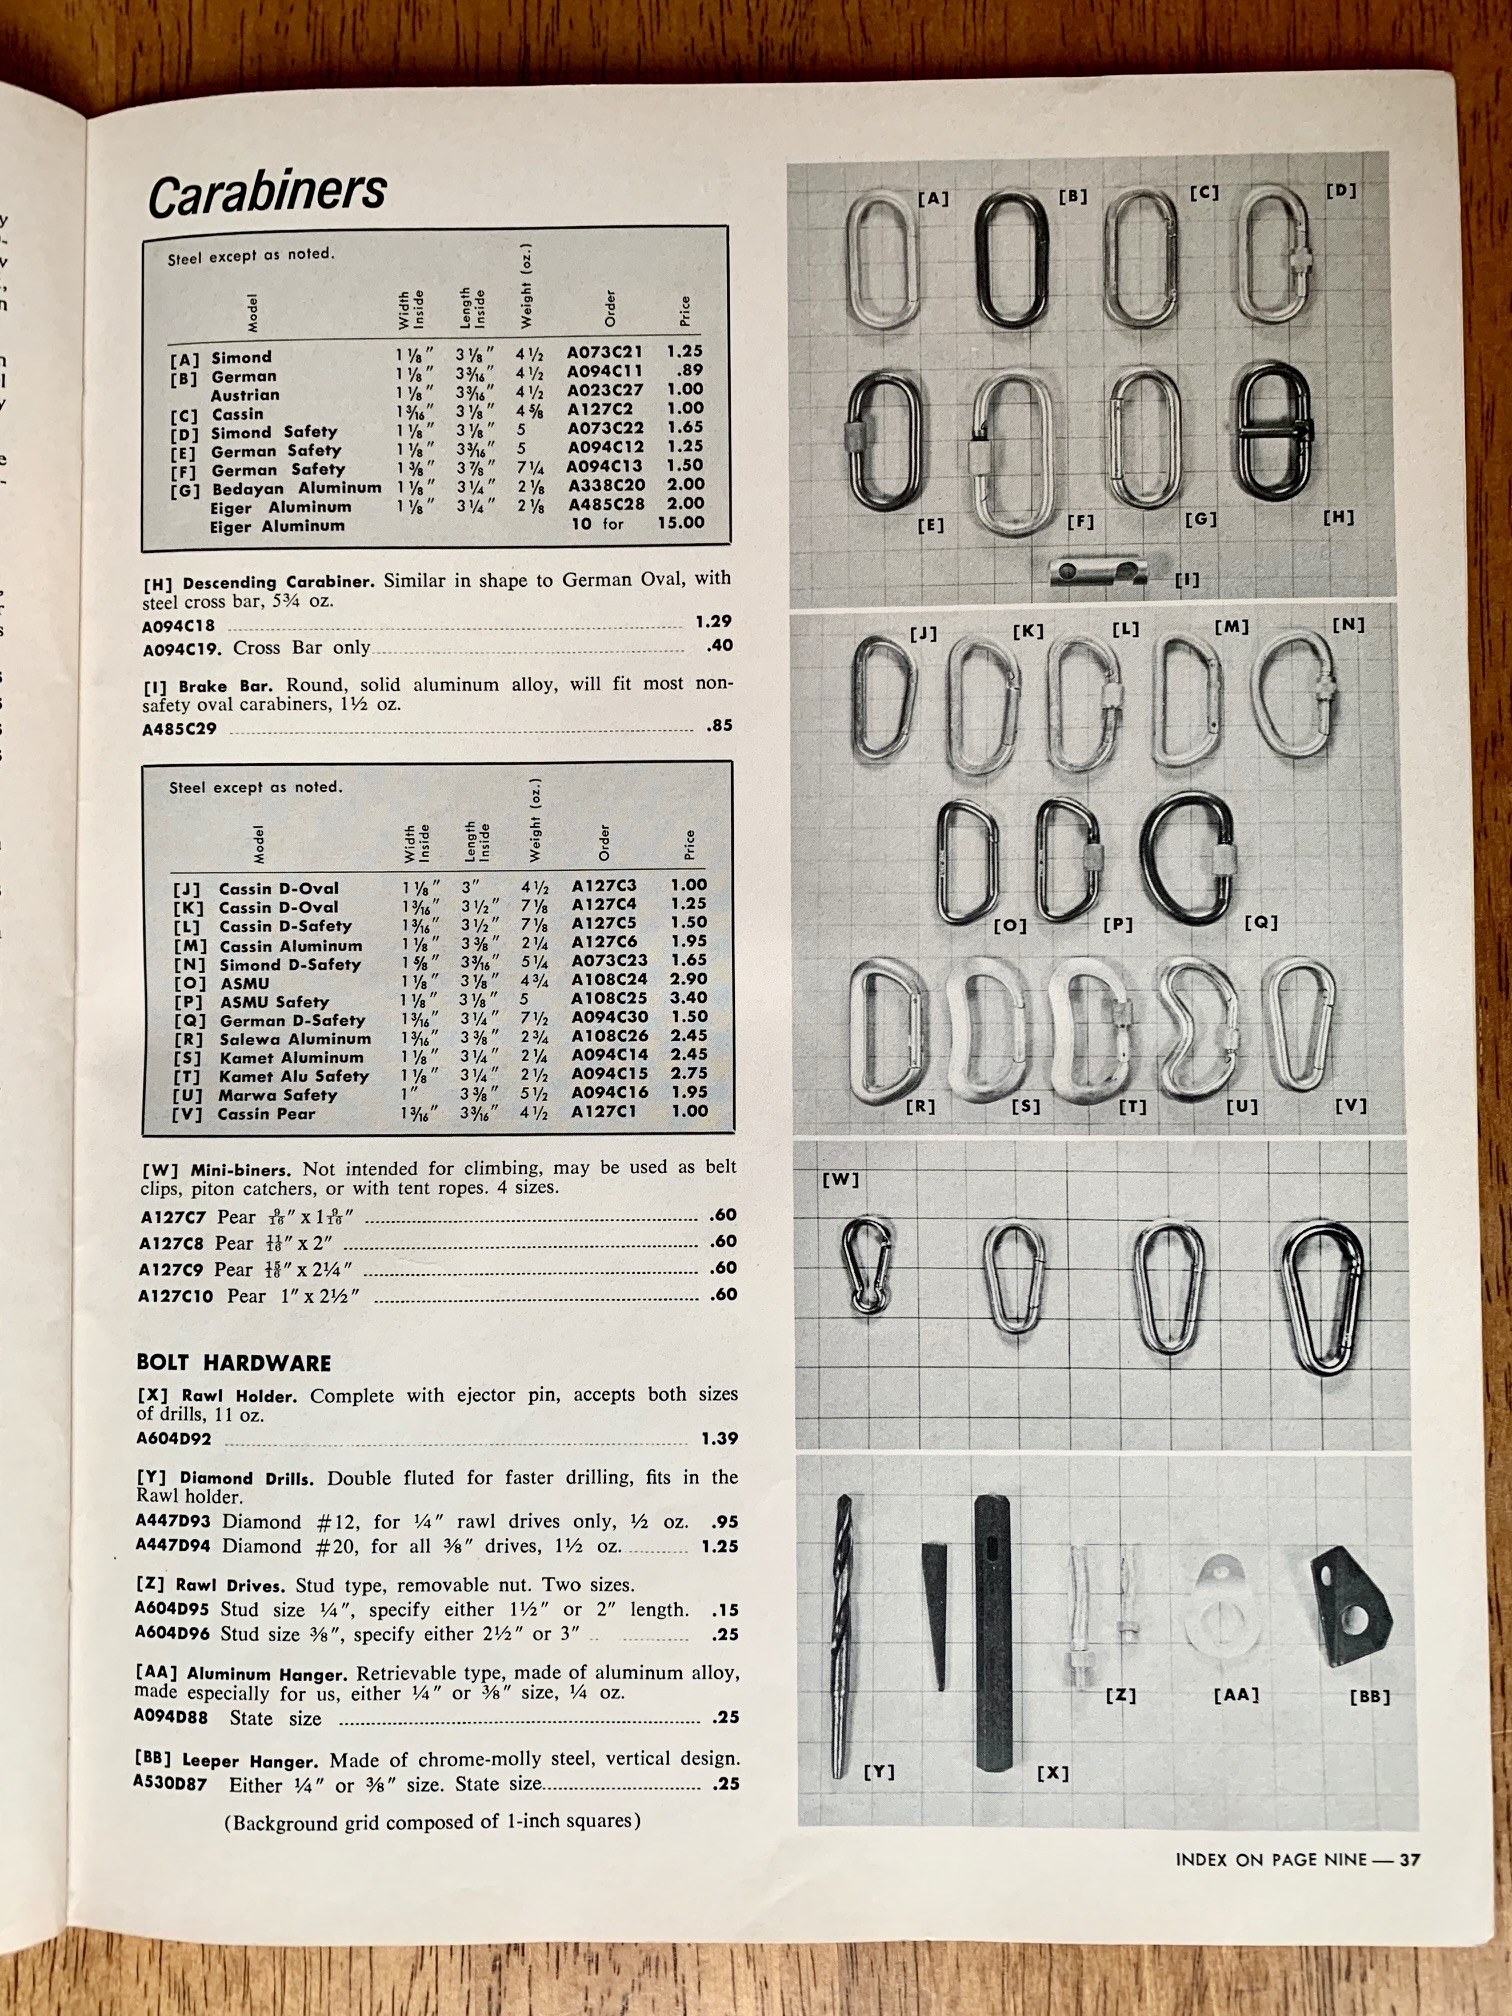 Carabiners
Steel except as noted.
Model Width Inside Length Inside Weight (oz.) Order Price
[A] Simond 1⅛″ 3⅛″ 4½ A073C21 1.25
[B] German 1⅛″ 3 3/16″ 4½ A094C11 .89
Austrian 1⅛″ 3 3/16″ 4½ A023C27 1.00
[C] Cassin 1 3/16″ 3⅛″ 4⅝ A127C2 1.00
[D] Simond Safety 1⅛″ 3⅛″ 5 A073C22 1.65
[E] German Safety 1⅛″ 3 3/16″ 5 A094C12 1.25
[F] German Safety 1⅜″ 3⅞″ 7¼ A094C13 1.50
[G] Bedayan Aluminum 1⅛″ 3¼″ 2⅛ A338C20 2.00
Eiger Aluminum 1⅛″ 3¼″ 2⅛ A485C28 2.00
Eiger Aluminum 10 for 15.00
[H] Descending Carabiner. Similar in shape to German Oval, with
steel cross bar, 5¾ oz.
A094C18 1.29
A094C19. Cross Bar only .40
[I] Brake Bar. Round, solid aluminum alloy, will fit most non-
safety oval carabiners, 1½ oz.
A485C29 .85
Steel except as noted.
Model Width Inside Length Inside Weight (oz.) Order Price
[J] Cassin D-Oval 1⅛″ 3″ 4½ A127C3 1.00
[K] Cassin D-Oval 1 3/16″ 3½″ 7⅛ A127C4 1.25
[L] Cassin D-Safety 1 3/16″ 3½″ 7⅛ A127C5 1.50
[M] Cassin Aluminum 1⅛″ 3⅜″ 2¼ A127C6 1.95
[N] Simond D-Safety 1⅝″ 3 3/16″ 5¼ A073C23 1.65
[O] ASMU 1⅛″ 3⅛″ 4¾ A108C24 2.90
[P] ASMU Safety 1⅛″ 3⅛″ 5 A108C25 3.40
[Q] German D-Safety 1 3/16″ 3¼″ 7½ A094C30 1.50
[R] Salewa Aluminum 1 3/16″ 3⅜″ 2¾ A108C26 2.45
[S] Kamet Aluminum 1⅛″ 3¼″ 2¼ A094C14 2.45
[T] Kamet Alu Safety 1⅛″ 3¼″ 2½ A094C15 2.75
[U] Marwa Safety 1″ 3⅜″ 5½ A094C16 1.95
[V] Cassin Pear 1 3/16″ 3 3/16″ 4½ A127C1 1.00
[W] Mini-biners. Not intended for climbing, may be used as belt
clips, piton catchers, or with tent ropes. 4 sizes.
A127C7 Pear 9/16″ x 1 9/16″ .60
A127C8 Pear 11/16″ x 2″ .60
A127C9 Pear 15/16″ x 2¼″ .60
A127C10 Pear 1″ x 2½″ .60
BOLT HARDWARE
[X] Rawl Holder. Complete with ejector pin, accepts both sizes
of drills, 11 oz.
A604D92 1.39
[Y] Diamond Drills. Double fluted for faster drilling, fits in the
Rawl holder.
A447D93 Diamond #12, for ¼″ rawl drives only, ½ oz. .95
A447D94 Diamond #20, for all ⅜″ drives, 1½ oz. 1.25
[Z] Rawl Drives. Stud type, removable nut. Two sizes.
A604D95 Stud size ¼″, specify either 1½″ or 2″ length. .15
A604D96 Stud size ⅜″, specify either 2½″ or 3″ .25
[AA] Aluminum Hanger. Retrievable type, made of aluminum alloy,
made especially for us, either ¼″ or ⅜″ size, ¼ oz.
A094D88 State size .25
[BB] Leeper Hanger. Made of chrome-molly steel, vertical design.
A530D87 Either ¼″ or ⅜″ size. State size .25
(Background grid composed of 1-inch squares)
[A] [B] [C] [D]
[E] [F] [G] [H]
[I]
[J] [K] [L] [M] [N]
[O] [P] [Q]
[R] [S] [T] [U] [V]
[W]
[Z] [AA] [BB]
[Y] [X]
INDEX ON PAGE NINE — 37